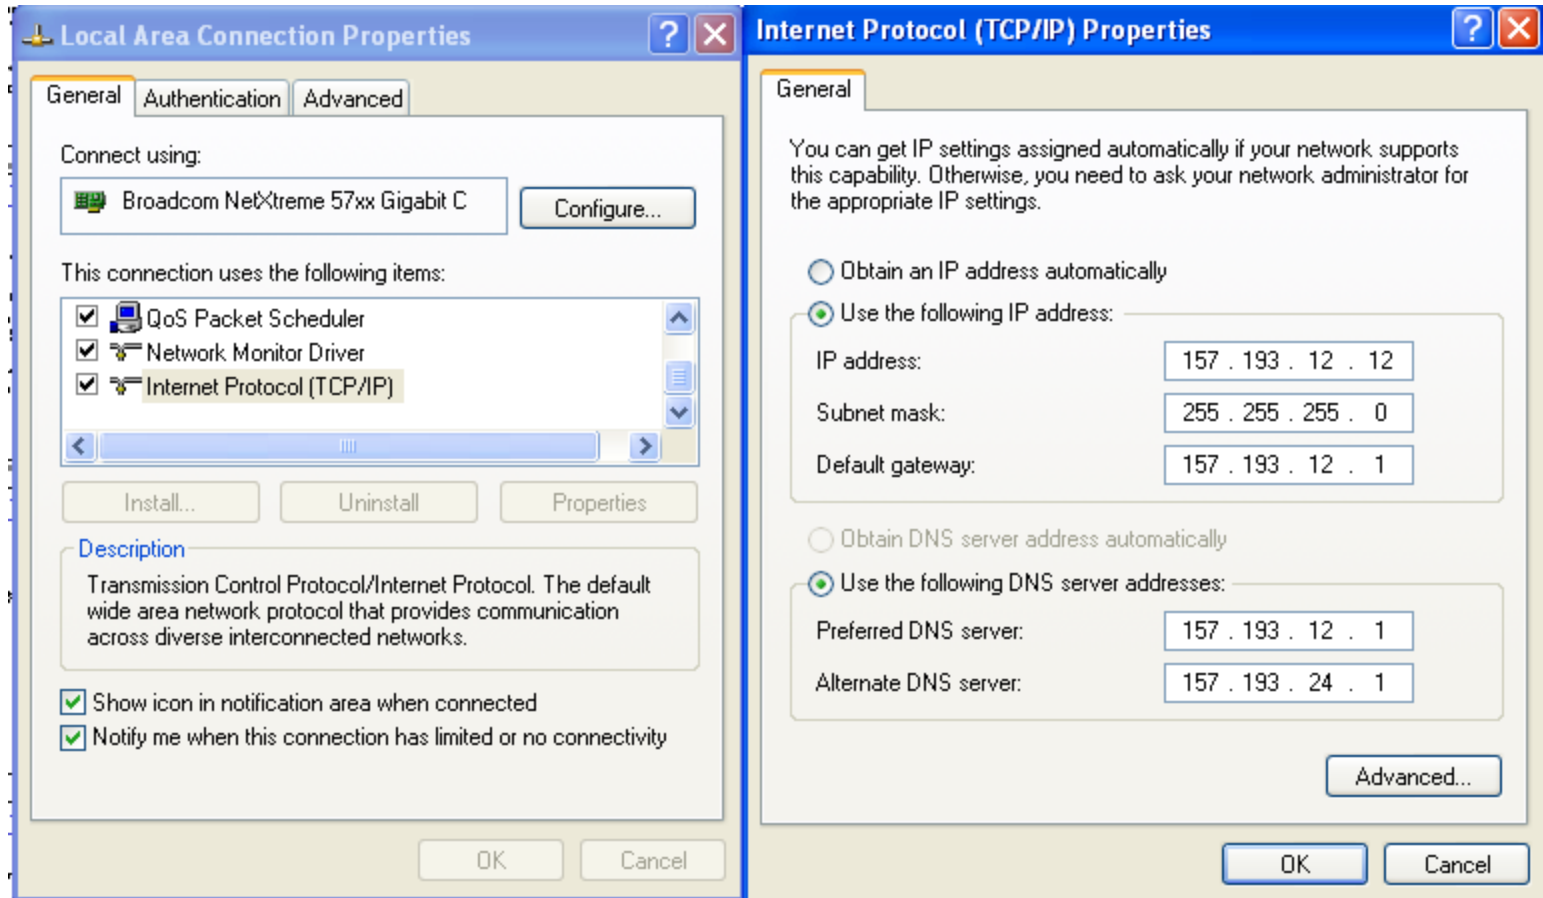 Local Area Connection Properties
General
Authentication
Advanced
Connect using:
Broadcom NetXtreme 57xx Gigabit C
Configure...
This connection uses the following items:
QoS Packet Scheduler
Network Monitor Driver
Internet Protocol (TCP/IP)
Install...
Uninstall
Properties
Description
Transmission Control Protocol/Internet Protocol. The default
wide area network protocol that provides communication
across diverse interconnected networks.
Show icon in notification area when connected
Notify me when this connection has limited or no connectivity
OK
Cancel
Internet Protocol (TCP/IP) Properties
General
You can get IP settings assigned automatically if your network supports
this capability. Otherwise, you need to ask your network administrator for
the appropriate IP settings.
Obtain an IP address automatically
Use the following IP address:
IP address: 157 . 193 . 12 . 12
Subnet mask: 255 . 255 . 255 . 0
Default gateway: 157 . 193 . 12 . 1
Obtain DNS server address automatically
Use the following DNS server addresses:
Preferred DNS server: 157 . 193 . 12 . 1
Alternate DNS server: 157 . 193 . 24 . 1
Advanced...
OK
Cancel